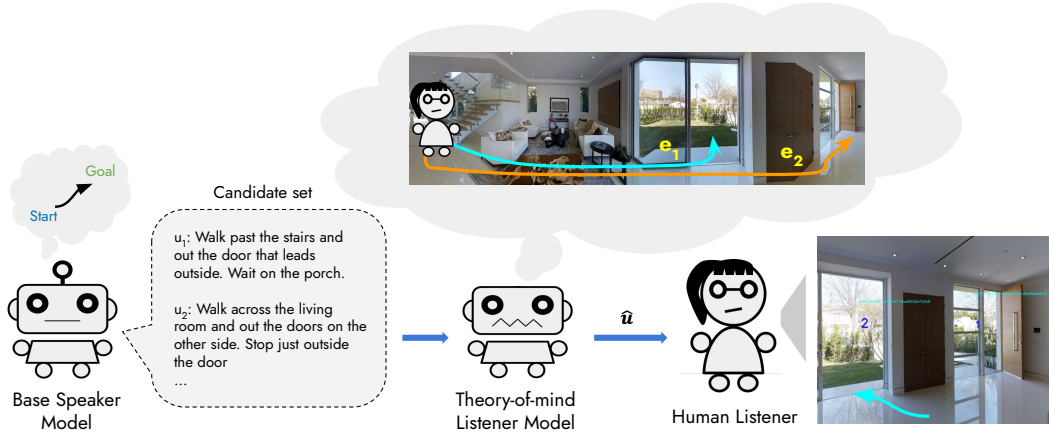 e1
e2
Goal
Start
Candidate set
u1: Walk past the stairs and
out the door that leads
outside. Wait on the porch.
u2: Walk across the living
room and out the doors on the
other side. Stop just outside
the door
...
û
2
1
Base Speaker
Model
Theory-of-mind
Listener Model
Human Listener